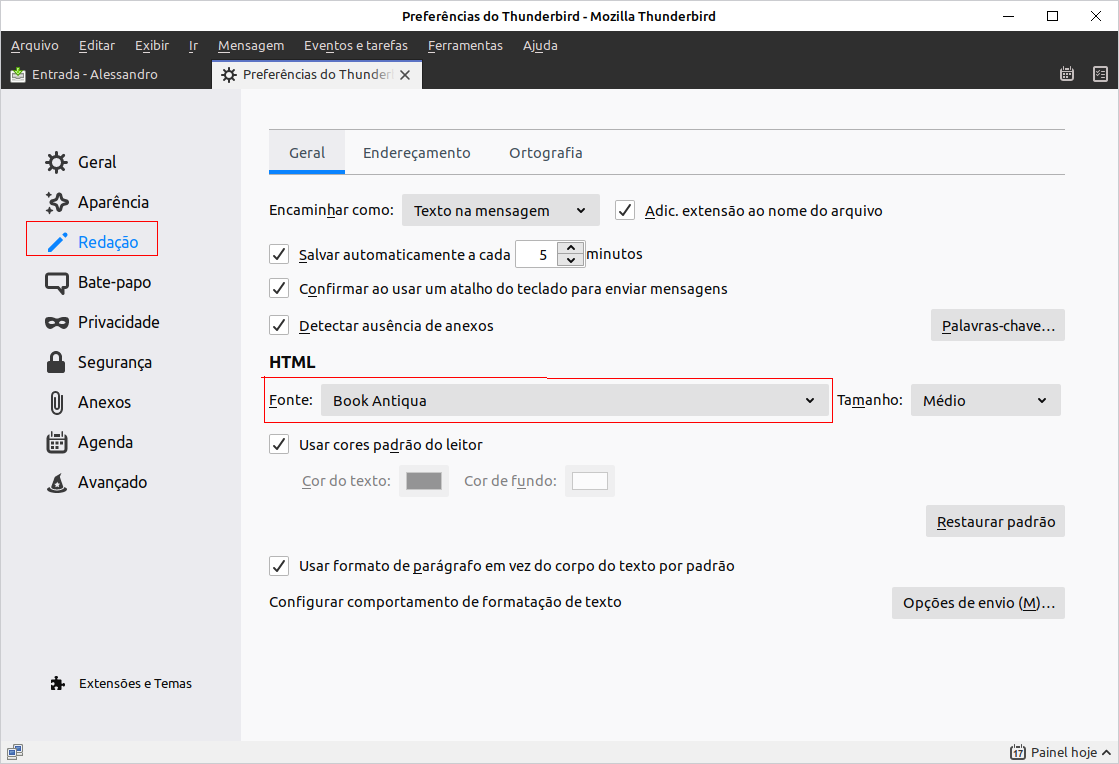 Preferências do Thunderbird - Mozilla Thunderbird
Arquivo Editar Exibir Ir Mensagem Eventos e tarefas Ferramentas Ajuda
Entrada - Alessandro Preferências do Thunder
Geral
Aparência
Redação
Bate-papo
Privacidade
Segurança
Anexos
Agenda
Avançado
Extensões e Temas
Geral Endereçamento Ortografia
Encaminhar como: Texto na mensagem Adic. extensão ao nome do arquivo
Salvar automaticamente a cada 5 minutos
Confirmar ao usar um atalho do teclado para enviar mensagens
Detectar ausência de anexos Palavras-chave...
HTML
Fonte: Book Antiqua Tamanho: Médio
Usar cores padrão do leitor
Cor do texto: Cor de fundo:
Restaurar padrão
Usar formato de parágrafo em vez do corpo do texto por padrão
Configurar comportamento de formatação de texto Opções de envio (M)...
17 Painel hoje